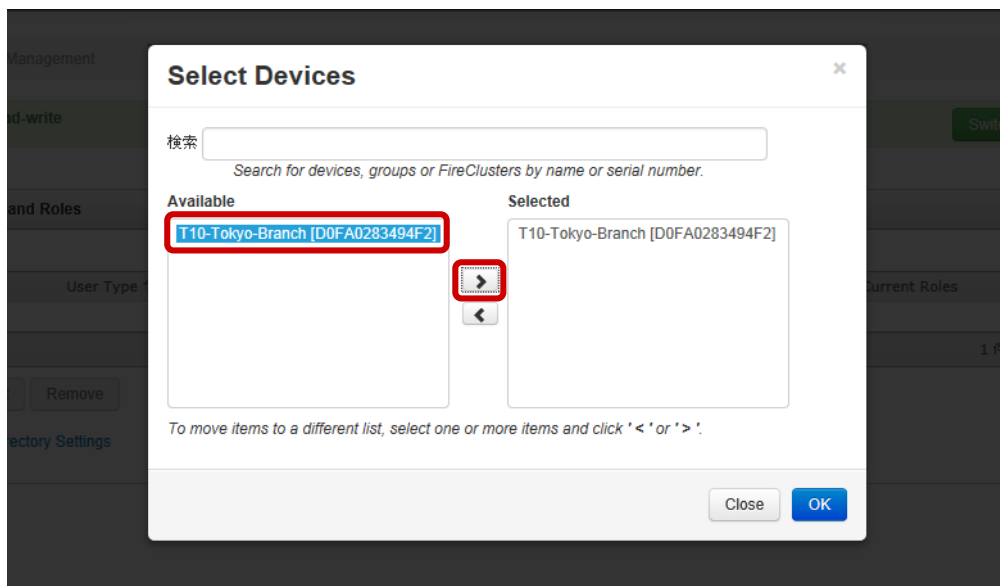 Management
Select Devices
×
ad-write
検索
Search for devices, groups or FireClusters by name or serial number.
and Roles
Available
Selected
T10-Tokyo-Branch [D0FA0283494F2]
T10-Tokyo-Branch [D0FA0283494F2]
>
User Type
Current Roles
<
1
Remove
To move items to a different list, select one or more items and click ' < ' or ' > '.
ectory Settings
Close
OK